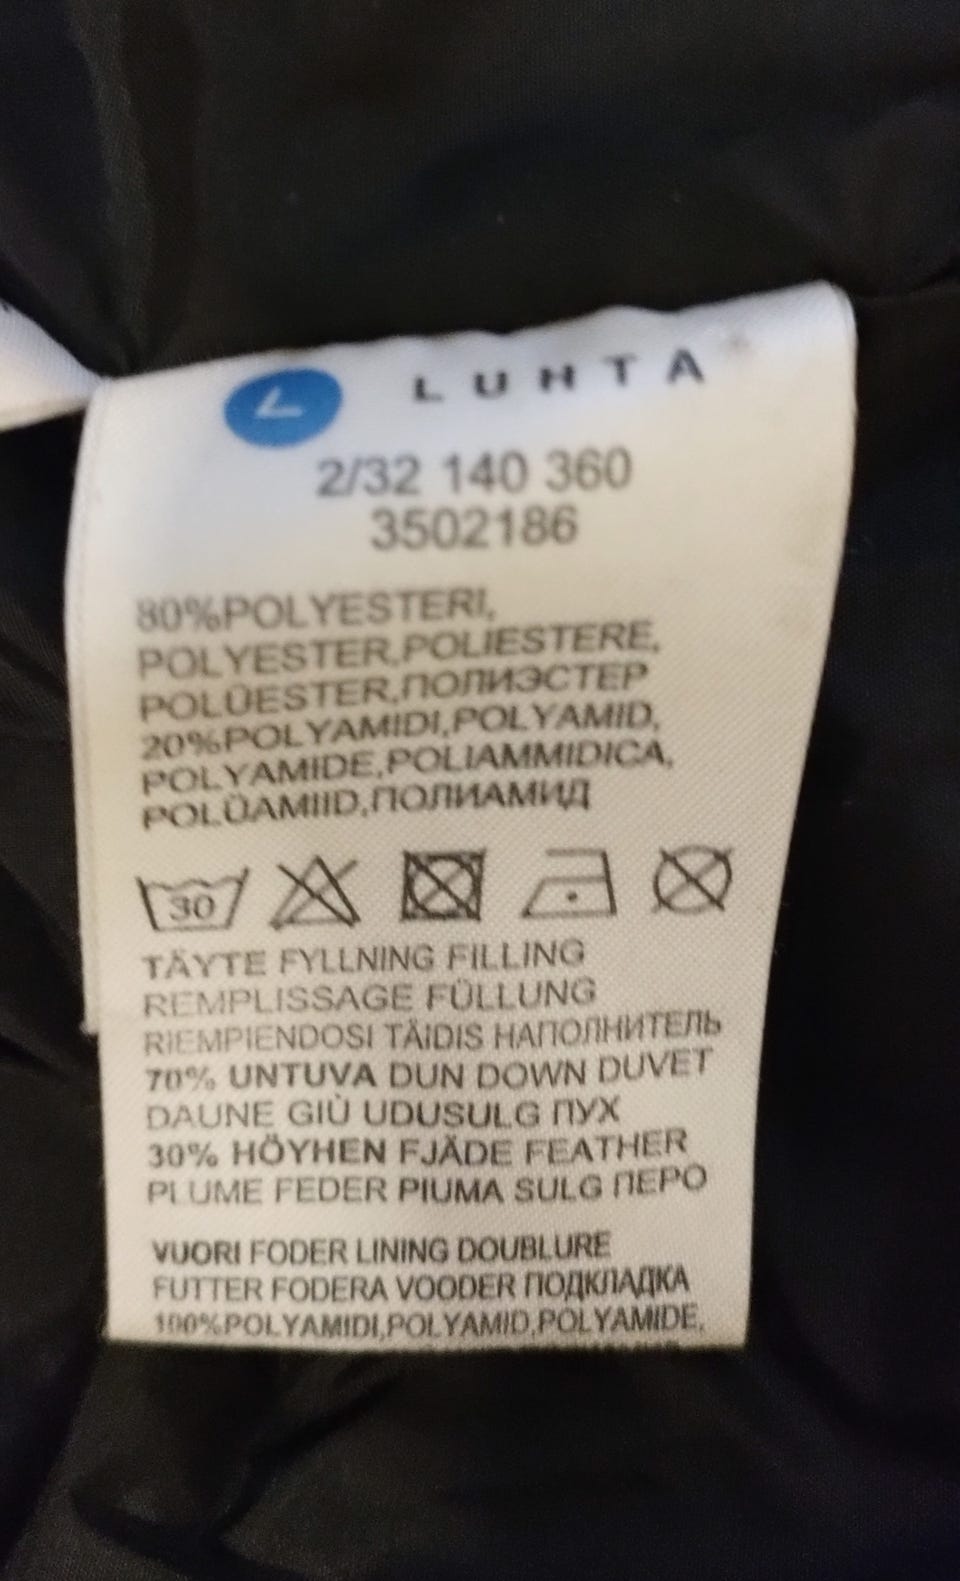 L LUHTA
2/32 140 360
3502186
80%POLYESTERI,
POLYESTER,POLIESTERE,
POLÜESTER,ПОЛИЭСТЕР
20%POLYAMIDI,POLYAMID,
POLYAMIDE,POLIAMMIDICA,
POLÜAMIID,ПОЛИАМИД
30
TÄYTE FYLLNING FILLING
REMPLISSAGE FÜLLUNG
RIEMPIENDOSI TÄIDIS НАПОЛНИТЕЛЬ
70% UNTUVA DUN DOWN DUVET
DAUNE GIÙ UDUSULG ПУХ
30% HÖYHEN FJÄDE FEATHER
PLUME FEDER PIUMA SULG ПЕРО
VUORI FODER LINING DOUBLURE
FUTTER FODERA VOODER ПОДКЛАДКА
100%POLYAMIDI,POLYAMID,POLYAMIDE,